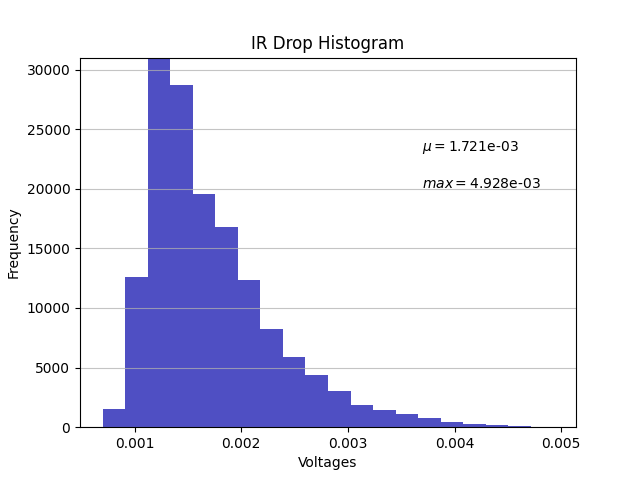 IR Drop Histogram
30000
25000
20000
15000
10000
5000
0
Frequency
μ = 1.721e-03
max = 4.928e-03
0.001 0.002 0.003 0.004 0.005
Voltages